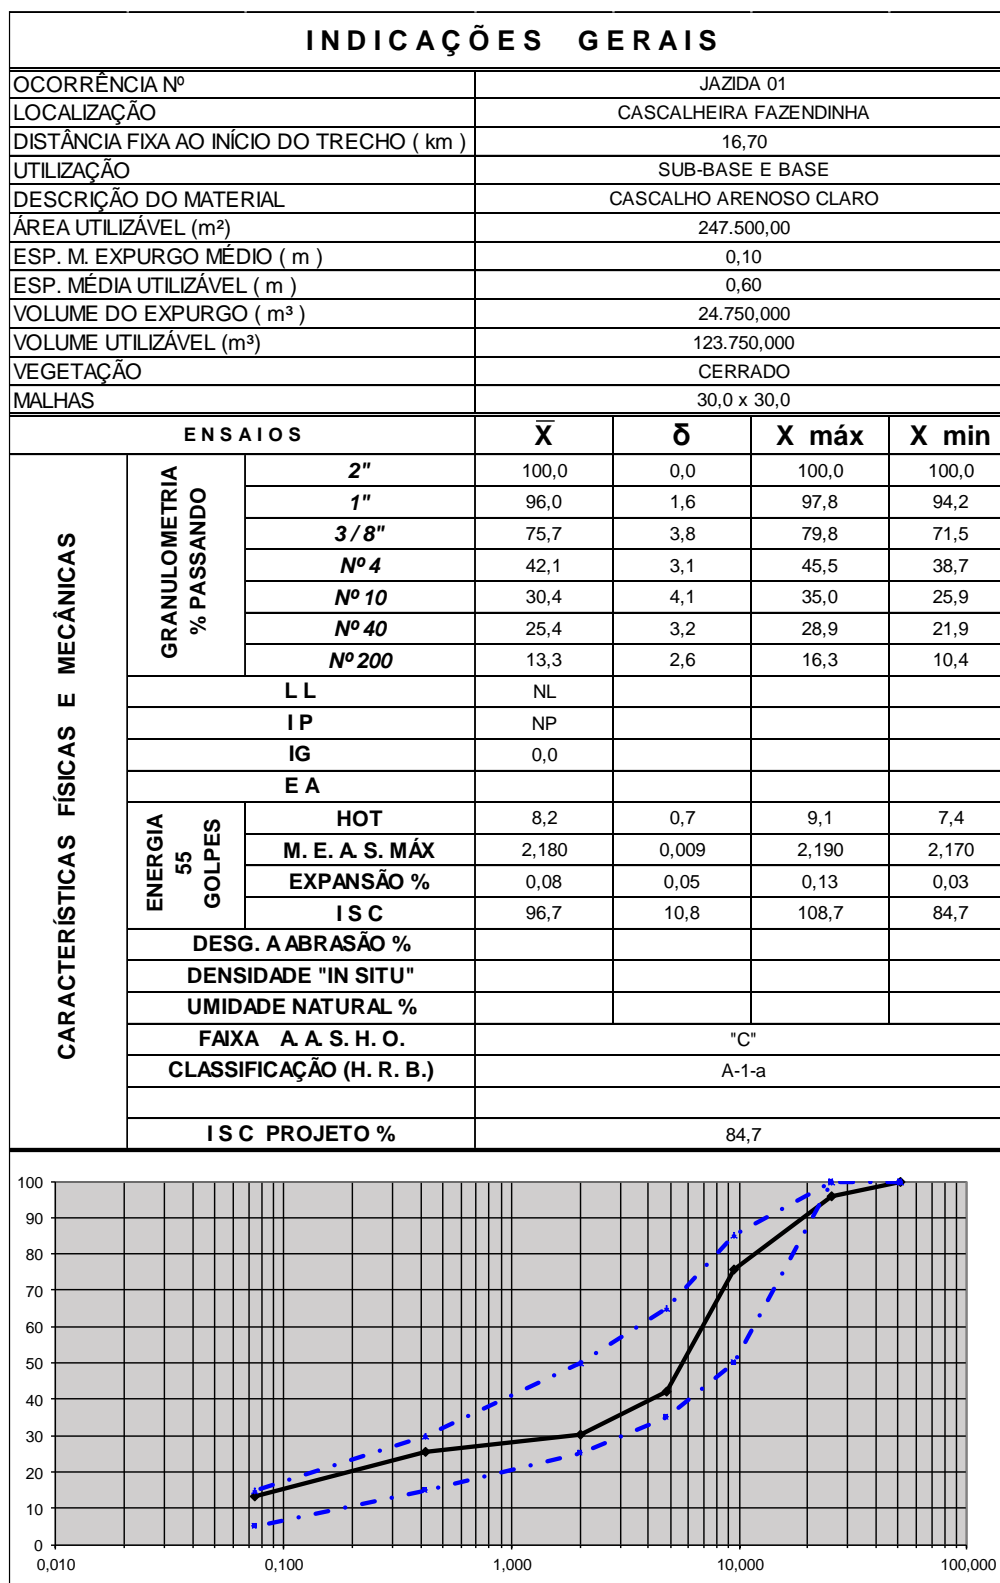 INDICAÇÕES GERAIS
OCORRÊNCIA Nº JAZIDA 01
LOCALIZAÇÃO CASCALHEIRA FAZENDINHA
DISTÂNCIA FIXA AO INÍCIO DO TRECHO ( km ) 16,70
UTILIZAÇÃO SUB-BASE E BASE
DESCRIÇÃO DO MATERIAL CASCALHO ARENOSO CLARO
ÁREA UTILIZÁVEL (m²) 247.500,00
ESP. M. EXPURGO MÉDIO ( m ) 0,10
ESP. MÉDIA UTILIZÁVEL ( m ) 0,60
VOLUME DO EXPURGO ( m³ ) 24.750,000
VOLUME UTILIZÁVEL (m³) 123.750,000
VEGETAÇÃO CERRADO
MALHAS 30,0 x 30,0
ENSAIOS X̅ δ X máx X min
CARACTERÍSTICAS FÍSICAS E MECÂNICAS
GRANULOMETRIA
% PASSANDO
2" 100,0 0,0 100,0 100,0
1" 96,0 1,6 97,8 94,2
3 / 8" 75,7 3,8 79,8 71,5
Nº 4 42,1 3,1 45,5 38,7
Nº 10 30,4 4,1 35,0 25,9
Nº 40 25,4 3,2 28,9 21,9
Nº 200 13,3 2,6 16,3 10,4
L L NL
I P NP
IG 0,0
E A
ENERGIA
55
GOLPES
HOT 8,2 0,7 9,1 7,4
M. E. A. S. MÁX 2,180 0,009 2,190 2,170
EXPANSÃO % 0,08 0,05 0,13 0,03
I S C 96,7 10,8 108,7 84,7
DESG. A ABRASÃO %
DENSIDADE "IN SITU"
UMIDADE NATURAL %
FAIXA A. A. S. H. O. "C"
CLASSIFICAÇÃO (H. R. B.) A-1-a
I S C PROJETO % 84,7
100
90
80
70
60
50
40
30
20
10
0
0,010 0,100 1,000 10,000 100,000